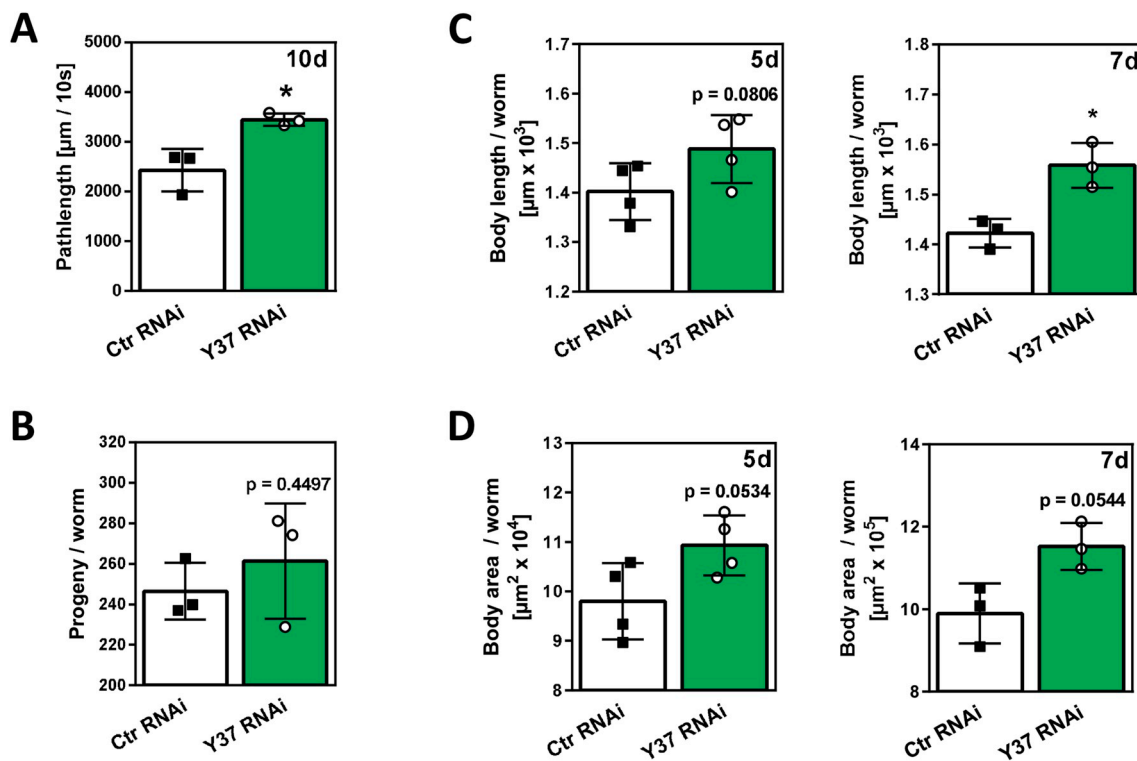 A
Pathlength [µm / 10s]
5000
4000
3000
2000
1000
0
10d
*
Ctr RNAi
Y37 RNAi
C
Body length / worm
[µm x 10³]
1.7
1.6
1.5
1.4
1.3
1.2
5d
p = 0.0806
Ctr RNAi
Y37 RNAi
Body length / worm
[µm x 10³]
1.8
1.7
1.6
1.5
1.4
1.3
7d
*
Ctr RNAi
Y37 RNAi
B
Progeny / worm
320
300
280
260
240
220
200
p = 0.4497
Ctr RNAi
Y37 RNAi
D
Body area / worm
[µm² x 10⁴]
13
12
11
10
9
8
5d
p = 0.0534
Ctr RNAi
Y37 RNAi
Body area / worm
[µm² x 10⁵]
14
12
10
8
7d
p = 0.0544
Ctr RNAi
Y37 RNAi